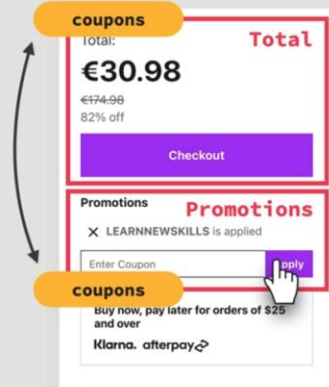 coupons
Total:
Total
€30.98
€174.98
82% off
Checkout
Promotions
Promotions
LEARNNEWSKILLS is applied
Enter Coupon
Apply
coupons
Buy now, pay later for orders of $25
and over
Klarna. afterpay